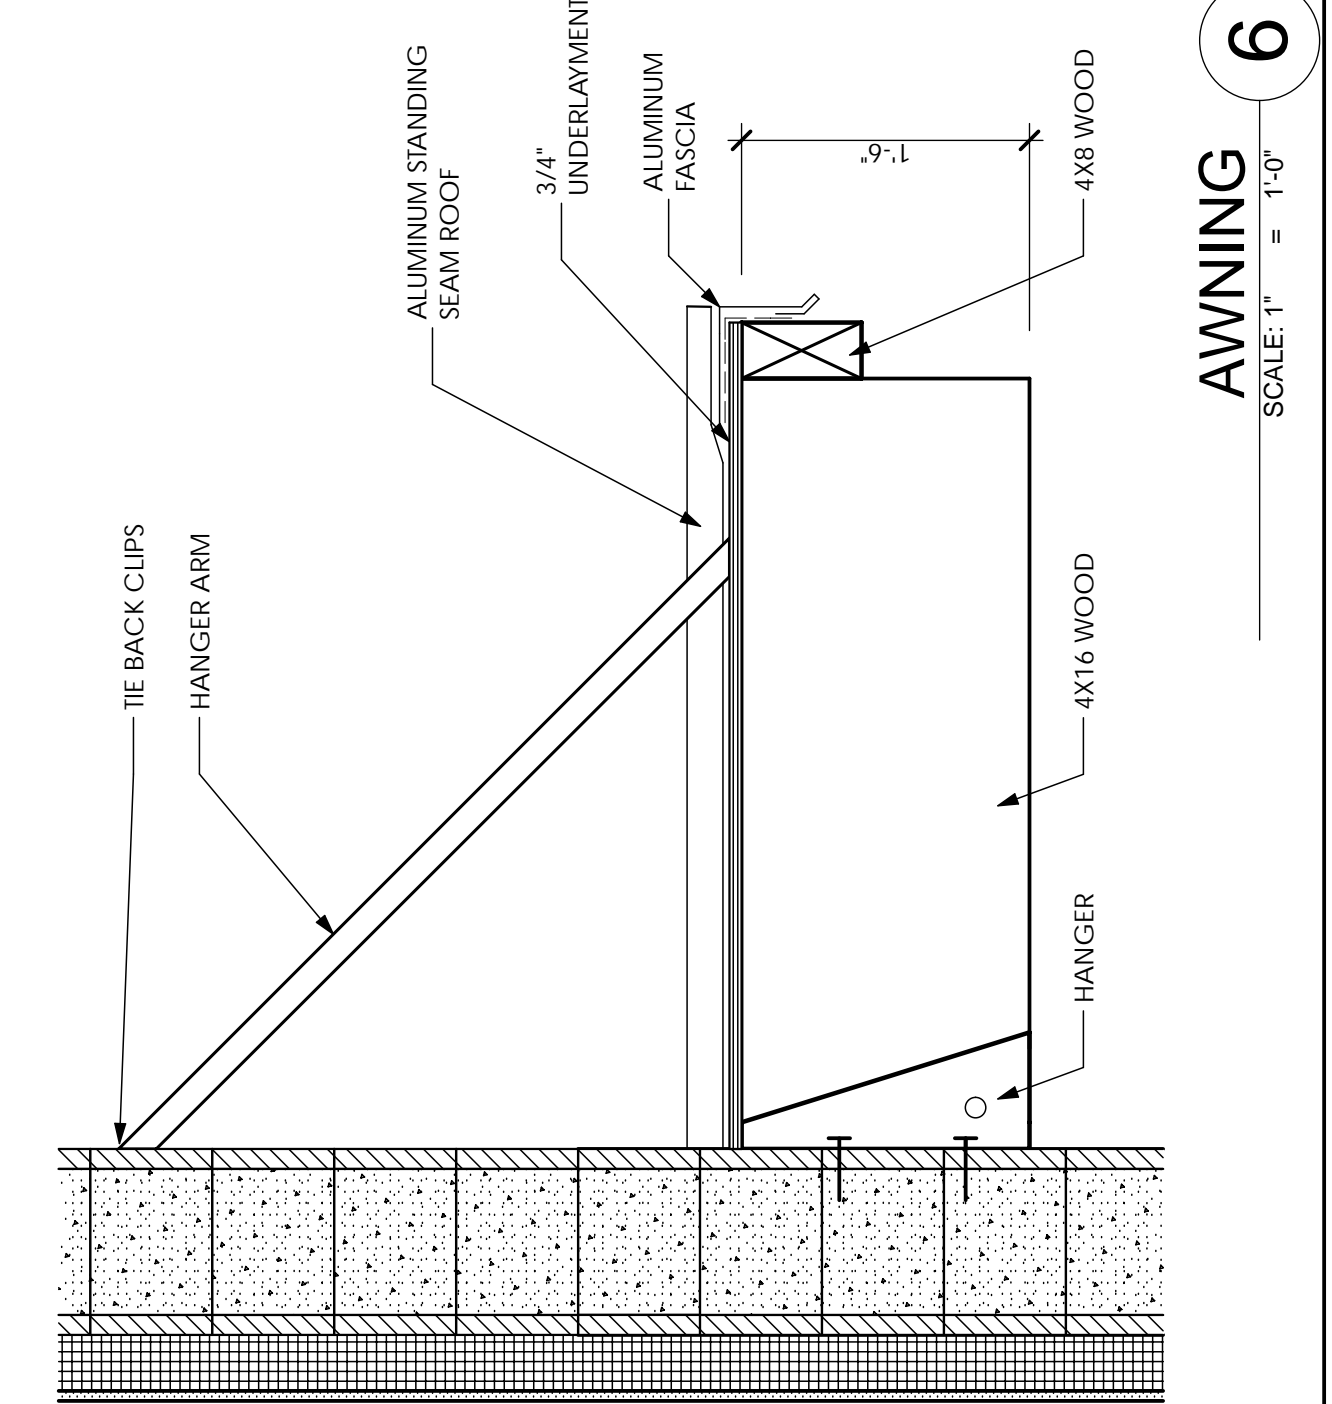 TIE BACK CLIPS
HANGER ARM
ALUMINUM STANDING
SEAM ROOF
3/4"
UNDERLAYMENT
ALUMINUM
FASCIA
1'-6"
4X8 WOOD
4X16 WOOD
HANGER
AWNING
SCALE: 1" = 1'-0"
6